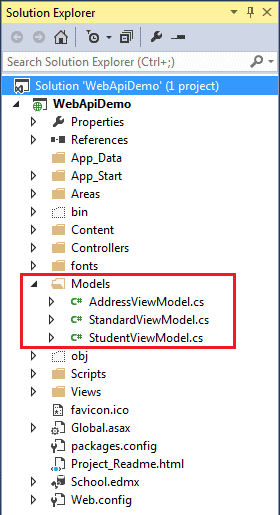 Solution Explorer
Search Solution Explorer (Ctrl+;)
Solution 'WebApiDemo' (1 project)
WebApiDemo
Properties
References
App_Data
App_Start
Areas
bin
Content
Controllers
fonts
Models
C# AddressViewModel.cs
C# StandardViewModel.cs
C# StudentViewModel.cs
obj
Scripts
Views
favicon.ico
Global.asax
packages.config
Project_Readme.html
School.edmx
Web.config